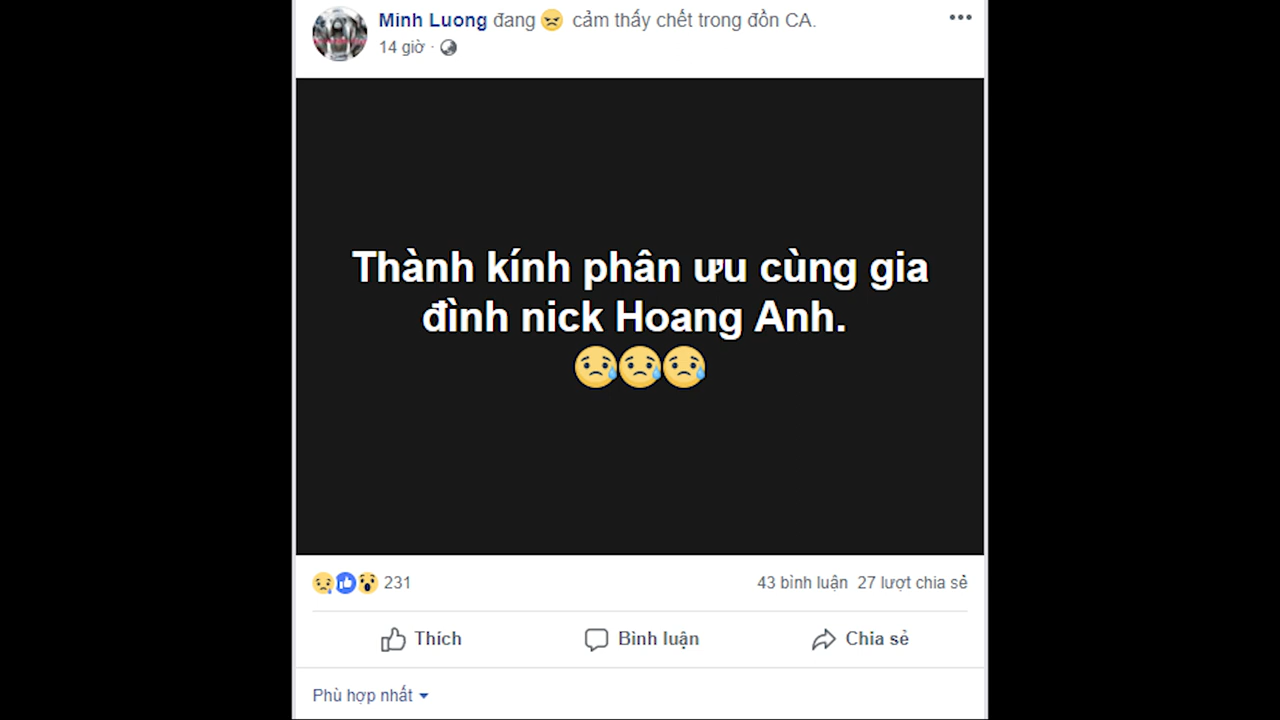 Minh Luong đang 😠 cảm thấy chết trong đồn CA.
14 giờ ·
Thành kính phân ưu cùng gia
đình nick Hoang Anh.
😢😢😢
231
43 bình luận 27 lượt chia sẻ
Thích Bình luận Chia sẻ
Phù hợp nhất